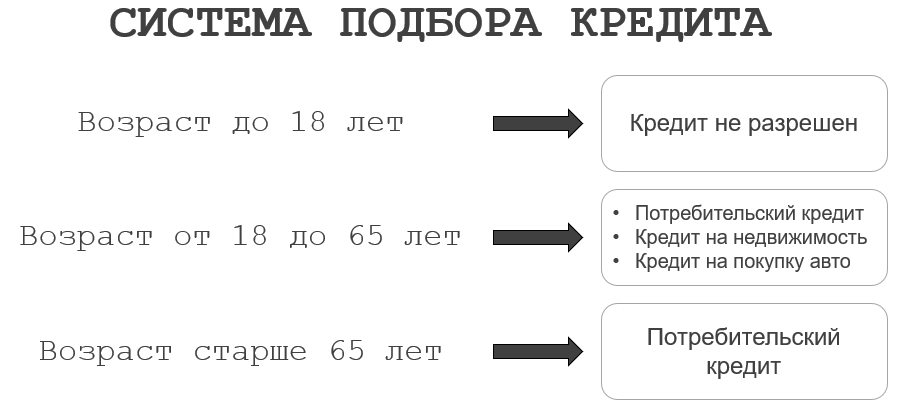 СИСТЕМА ПОДБОРА КРЕДИТА
Возраст до 18 лет
Кредит не разрешен
Возраст от 18 до 65 лет
• Потребительский кредит
• Кредит на недвижимость
• Кредит на покупку авто
Возраст старше 65 лет
Потребительский
кредит